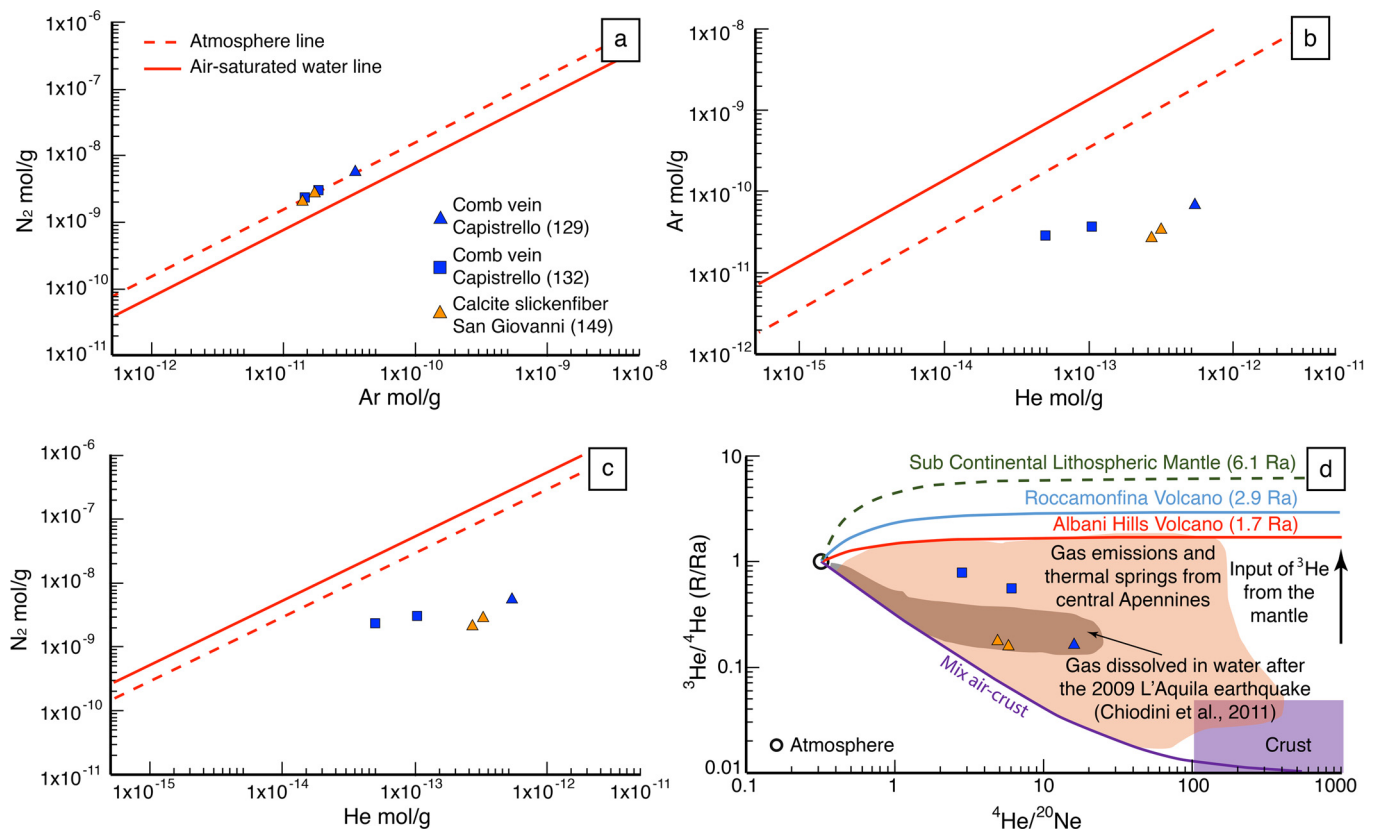 a
1x10-6
1x10-7
1x10-8
1x10-9
1x10-10
1x10-11
N2 mol/g
Atmosphere line
Air-saturated water line
Comb vein
Capistrello (129)
Comb vein
Capistrello (132)
Calcite slickenfiber
San Giovanni (149)
1x10-12
1x10-11
1x10-10
1x10-9
1x10-8
Ar mol/g
b
1x10-8
1x10-9
1x10-10
1x10-11
1x10-12
Ar mol/g
1x10-15
1x10-14
1x10-13
1x10-12
1x10-11
He mol/g
c
1x10-6
1x10-7
1x10-8
1x10-9
1x10-10
1x10-11
N2 mol/g
1x10-15
1x10-14
1x10-13
1x10-12
1x10-11
He mol/g
d
10
1
0.1
0.01
3He/4He (R/Ra)
Sub Continental Lithospheric Mantle (6.1 Ra)
Roccamonfina Volcano (2.9 Ra)
Albani Hills Volcano (1.7 Ra)
Gas emissions and
thermal springs from
central Apennines
Input of 3He
from the
mantle
Gas dissolved in water after
the 2009 L'Aquila earthquake
(Chiodini et al., 2011)
Mix air-crust
Atmosphere
Crust
0.1
1
10
100
1000
4He/20Ne